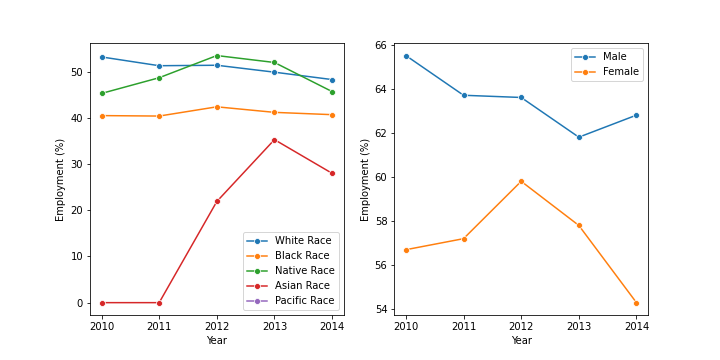 Employment (%)
50
40
30
20
10
0
2010 2011 2012 2013 2014
Year
White Race
Black Race
Native Race
Asian Race
Pacific Race
Employment (%)
66
64
62
60
58
56
54
2010 2011 2012 2013 2014
Year
Male
Female